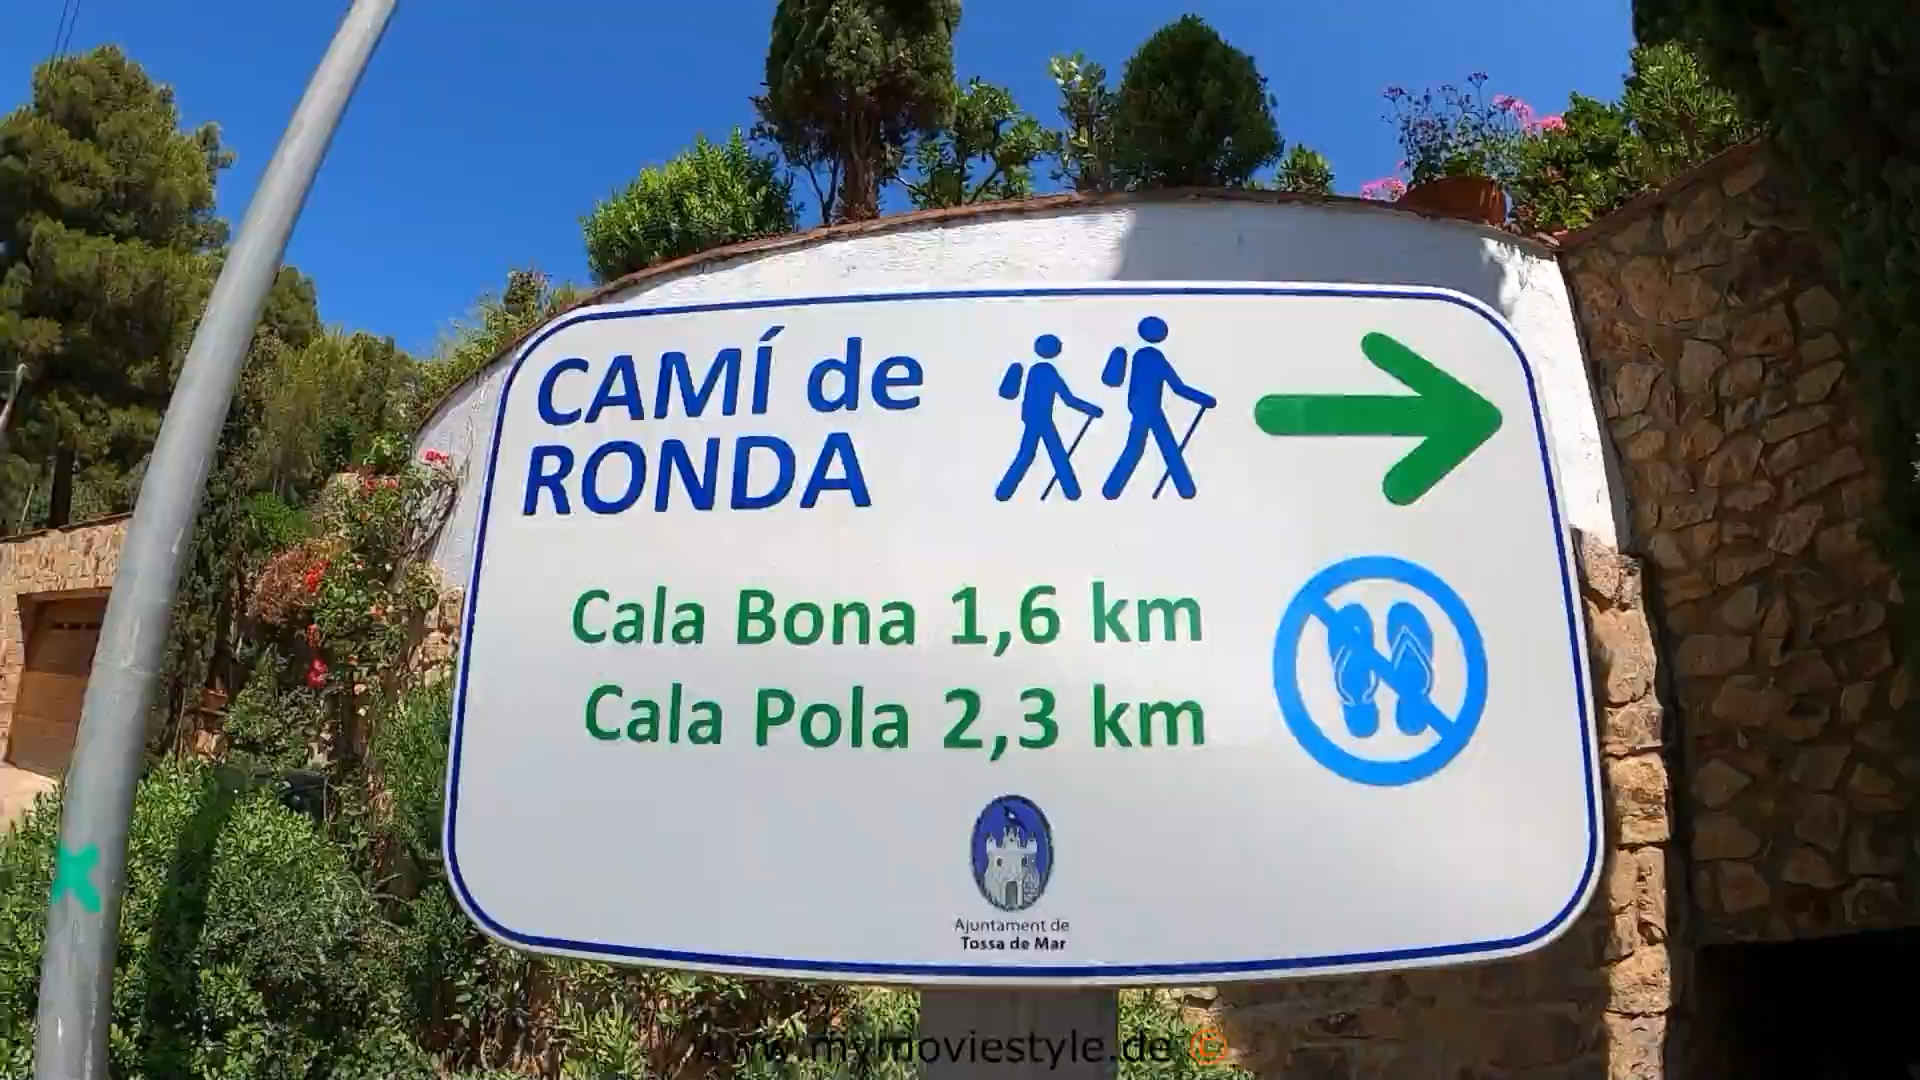 CAMÍ de
RONDA
Cala Bona 1,6 km
Cala Pola 2,3 km
Ajuntament de
Tossa de Mar
www.mymoviestyle.de ©